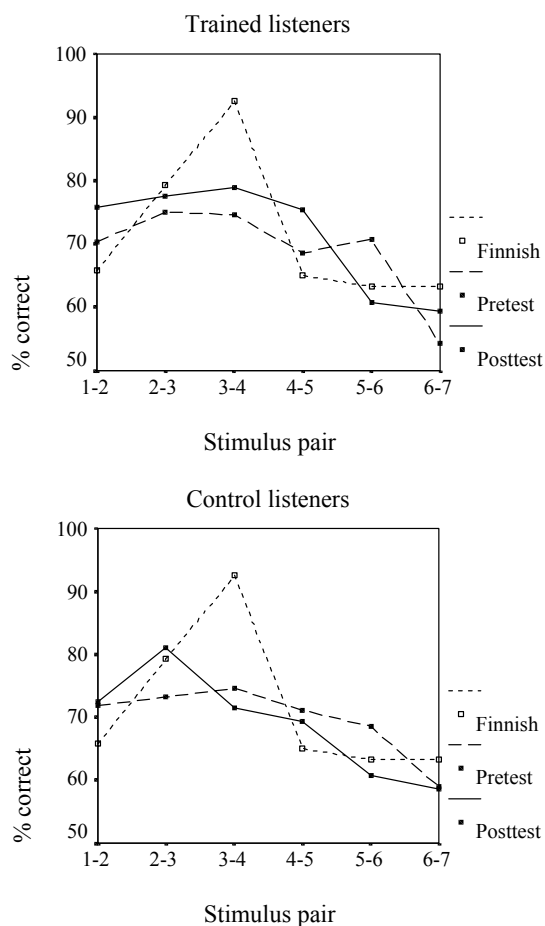 Trained listeners
100
90
80
70
60
50
% correct
1-2 2-3 3-4 4-5 5-6 6-7
Stimulus pair
Finnish
Pretest
Posttest
Control listeners
100
90
80
70
60
50
% correct
1-2 2-3 3-4 4-5 5-6 6-7
Stimulus pair
Finnish
Pretest
Posttest